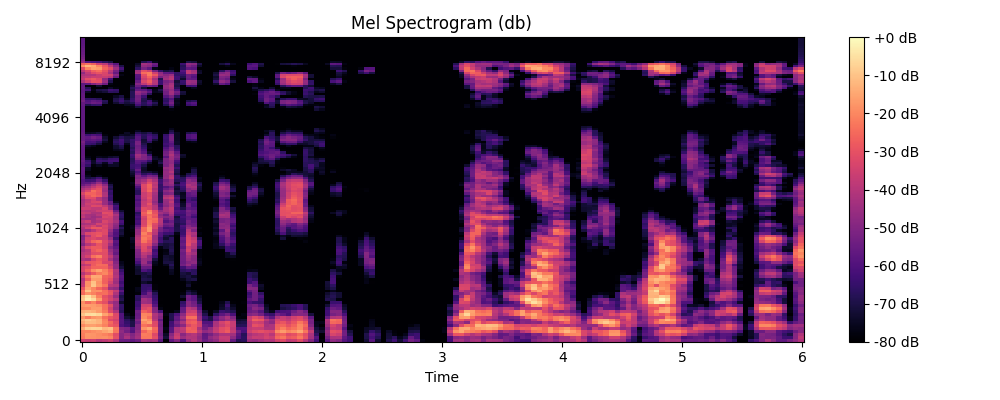 Mel Spectrogram (db)
8192
4096
2048
1024
512
0
Hz
0 1 2 3 4 5 6
Time
+0 dB
-10 dB
-20 dB
-30 dB
-40 dB
-50 dB
-60 dB
-70 dB
-80 dB